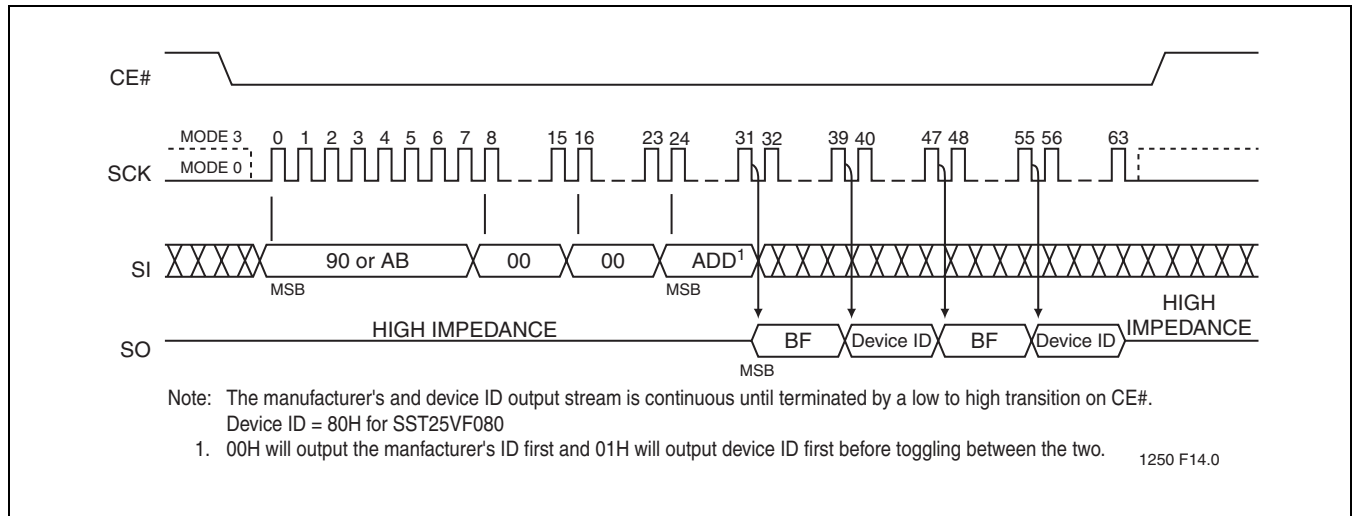 CE#
MODE 3
0 1 2 3 4 5 6 7 8 15 16 23 24 31 32 39 40 47 48 55 56 63
MODE 0
SCK
SI
90 or AB 00 00 ADD1
MSB MSB
HIGH
IMPEDANCE
HIGH IMPEDANCE
SO
BF Device ID BF Device ID
MSB
Note: The manufacturer's and device ID output stream is continuous until terminated by a low to high transition on CE#.
Device ID = 80H for SST25VF080
1. 00H will output the manfacturer's ID first and 01H will output device ID first before toggling between the two.
1250 F14.0